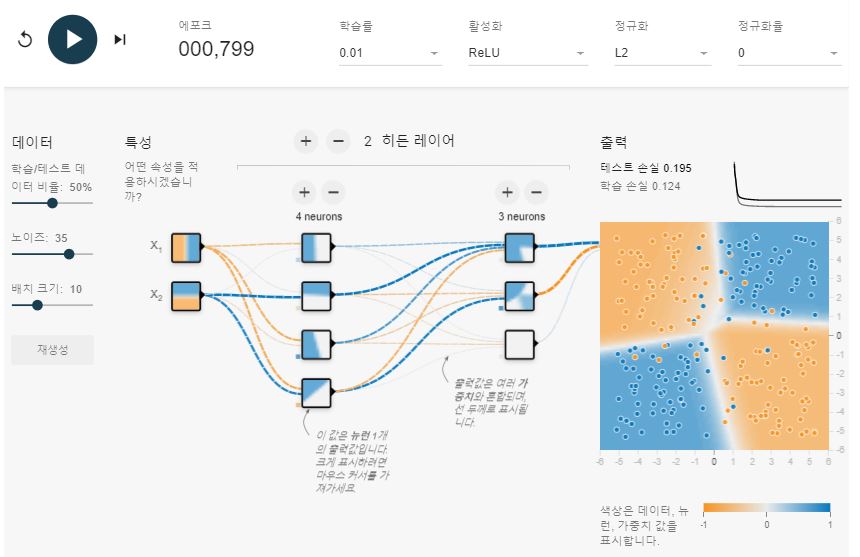 에포크
000,799
학습률
0.01
활성화
ReLU
정규화
L2
정규화율
0
데이터
학습/테스트 데
이터 비율: 50%
노이즈: 35
배치 크기: 10
재생성
특성
어떤 속성을 적
용하시겠습니
까?
X1
X2
2 히든 레이어
4 neurons
3 neurons
이 값은 뉴런 1개
의 출력값입니다.
크게 표시하려면
마우스 커서를 가
져가세요.
출력값은 여러 가
중치와 혼합되며,
선 두께로 표시됩
니다.
출력
테스트 손실 0.195
학습 손실 0.124
6
5
4
3
2
1
0
-1
-2
-3
-4
-5
-6
-6 -5 -4 -3 -2 -1 0 1 2 3 4 5 6
색상은 데이터, 뉴
런, 가중치 값을
표시합니다.
-1 0 1